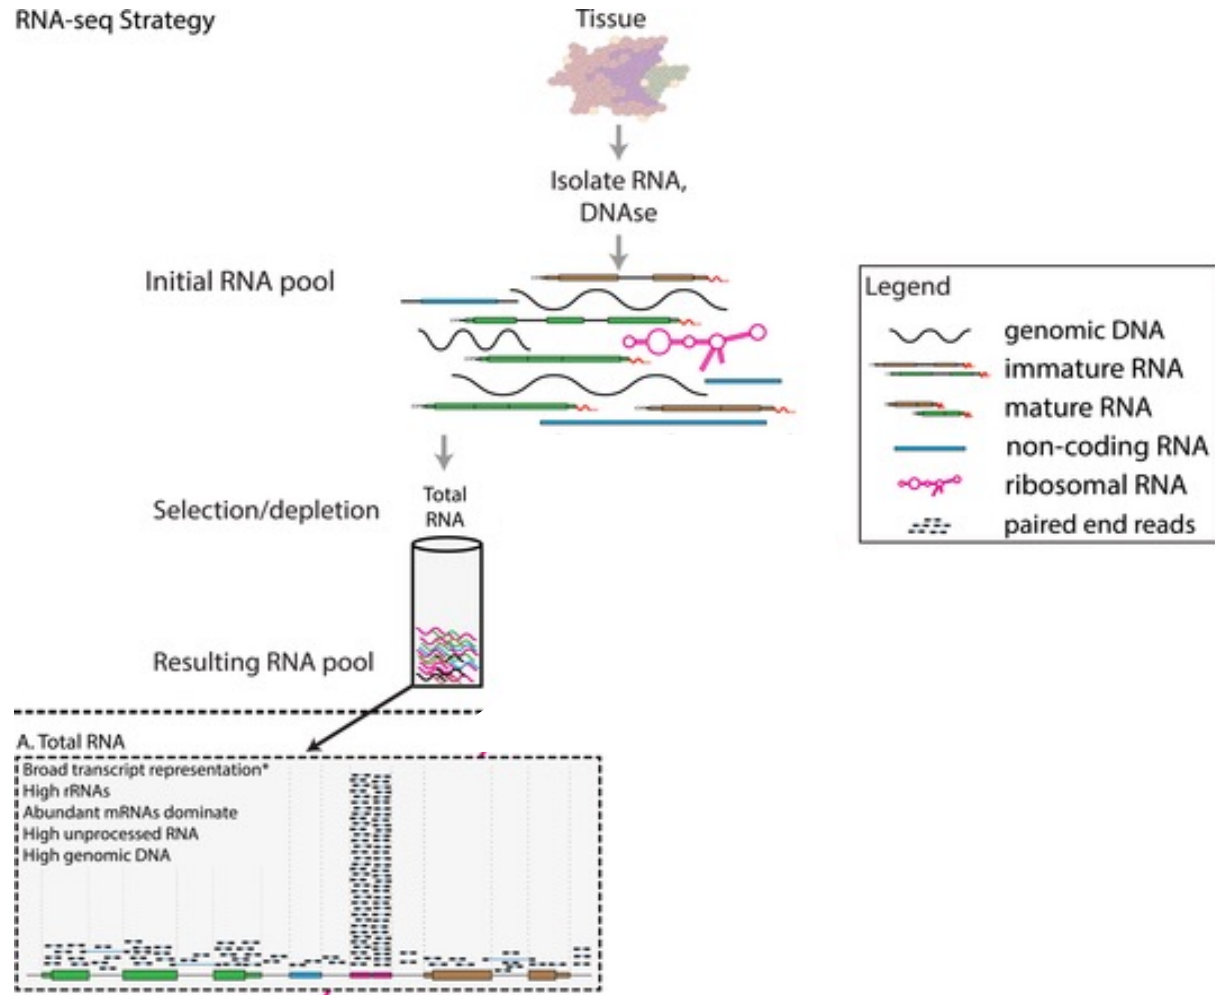 RNA-seq Strategy
Tissue
Isolate RNA,
DNAse
Initial RNA pool
Legend
genomic DNA
immature RNA
mature RNA
non-coding RNA
ribosomal RNA
paired end reads
Selection/depletion
Total
RNA
Resulting RNA pool
A. Total RNA
Broad transcript representation*
High rRNAs
Abundant mRNAs dominate
High unprocessed RNA
High genomic DNA